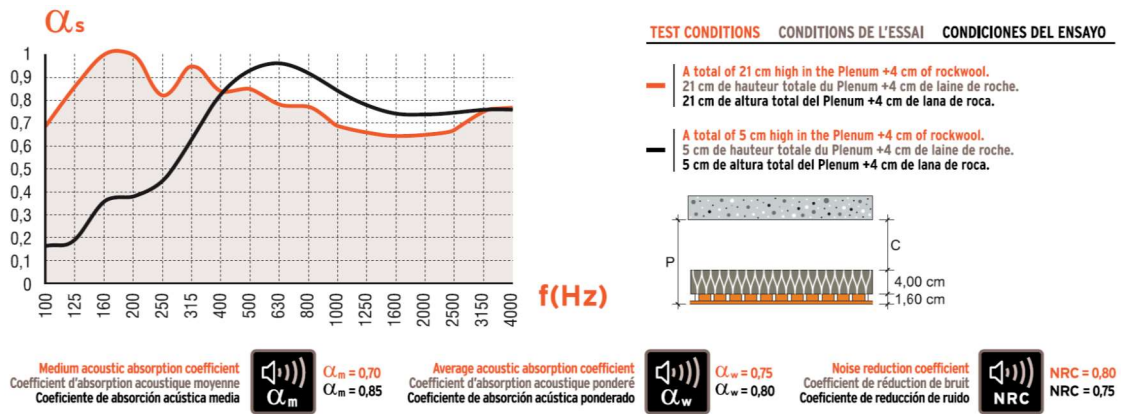 αs
1
0,9
0,8
0,7
0,6
0,5
0,4
0,3
0,2
0,1
0
100
125
160
200
250
315
400
500
630
800
1000
1250
1600
2000
2500
3150
4000
f(Hz)
TEST CONDITIONS CONDITIONS DE L'ESSAI CONDICIONES DEL ENSAYO
A total of 21 cm high in the Plenum +4 cm of rockwool.
21 cm de hauteur totale du Plenum +4 cm de laine de roche.
21 cm de altura total del Plenum +4 cm de lana de roca.
A total of 5 cm high in the Plenum +4 cm of rockwool.
5 cm de hauteur totale du Plenum +4 cm de laine de roche.
5 cm de altura total del Plenum +4 cm de lana de roca.
P
C
4,00 cm
1,60 cm
Medium acoustic absorption coefficient
Coefficient d'absorption acoustique moyenne
Coeficiente de absorción acústica media
αm
αm = 0,70
αm = 0,85
Average acoustic absorption coefficient
Coefficient d'absorption acoustique ponderé
Coeficiente de absorción acústica ponderado
αw
αw = 0,75
αw = 0,80
Noise reduction coefficient
Coefficient de réduction de bruit
Coeficiente de reducción de ruido
NRC
NRC = 0,80
NRC = 0,75